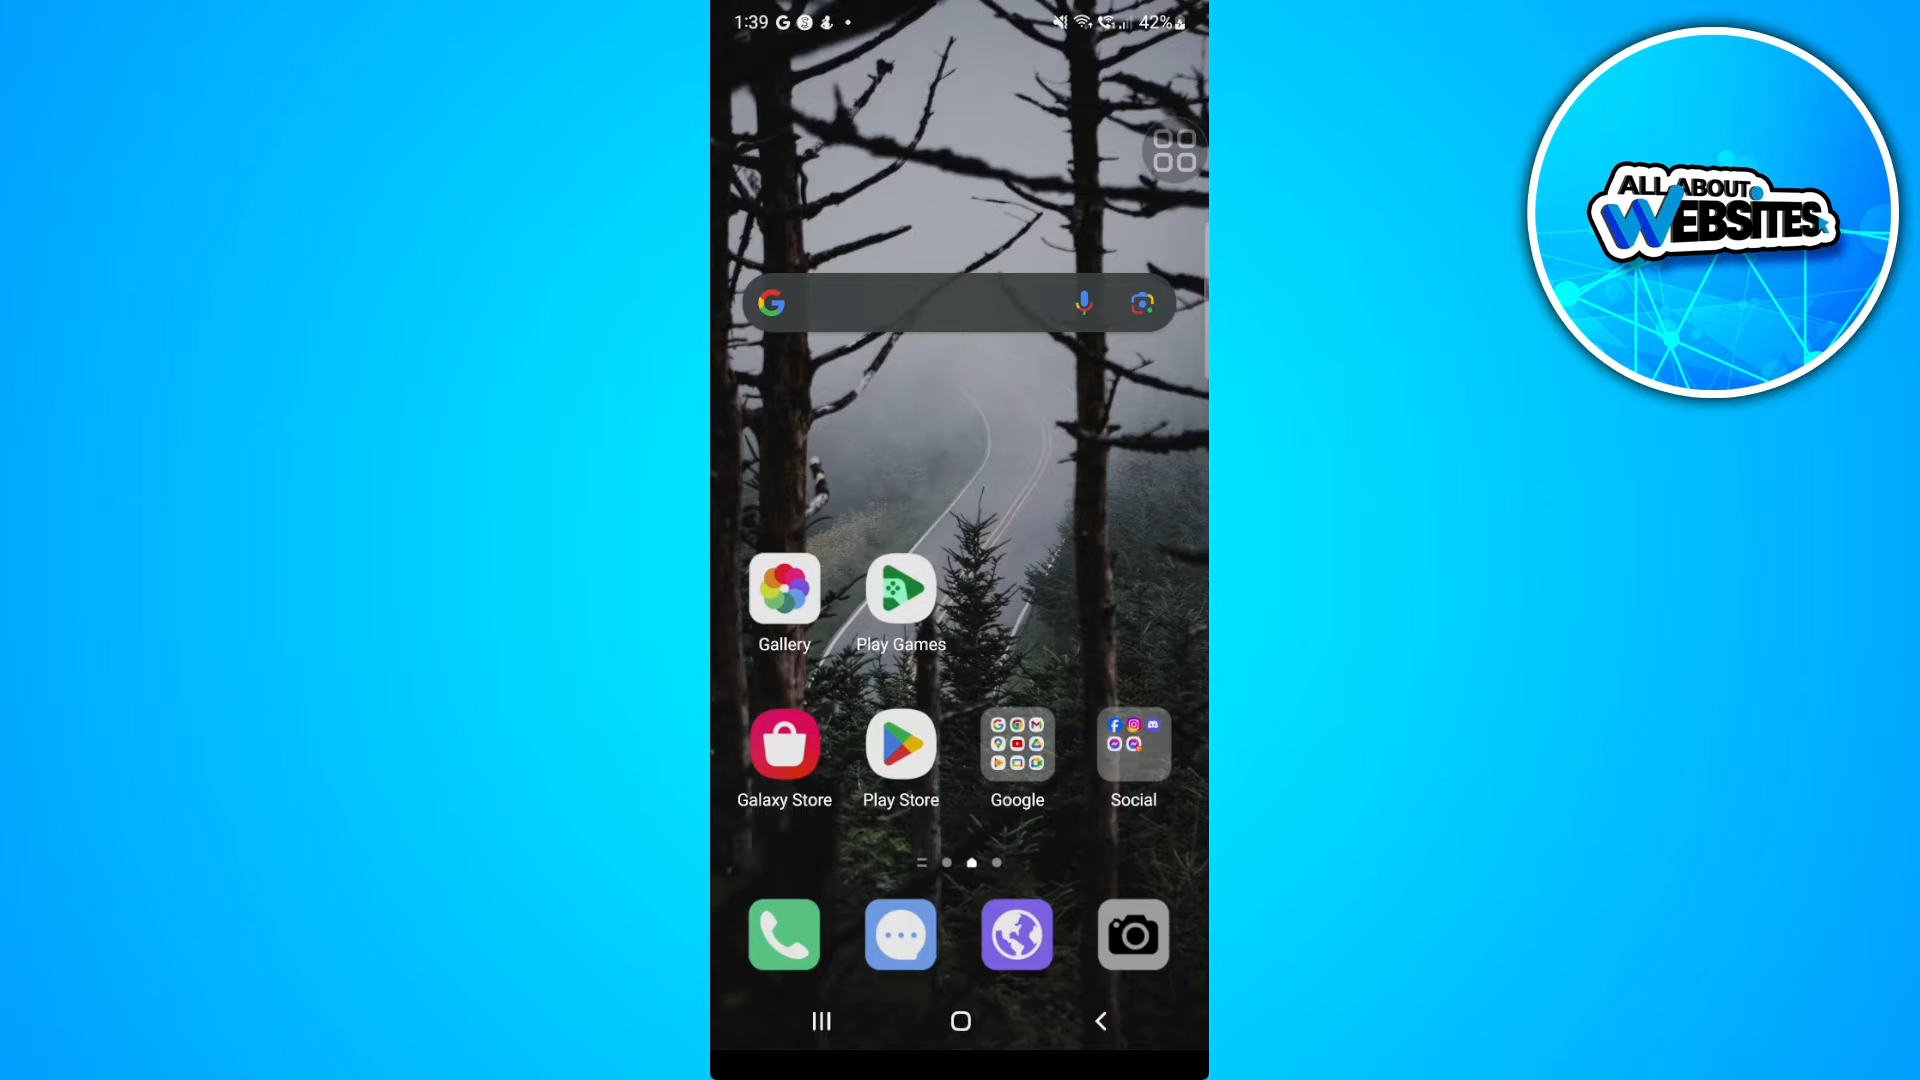 1:39
42%
ALL ABOUT
WEBSITES
Gallery
Play Games
Galaxy Store
Play Store
Google
Social